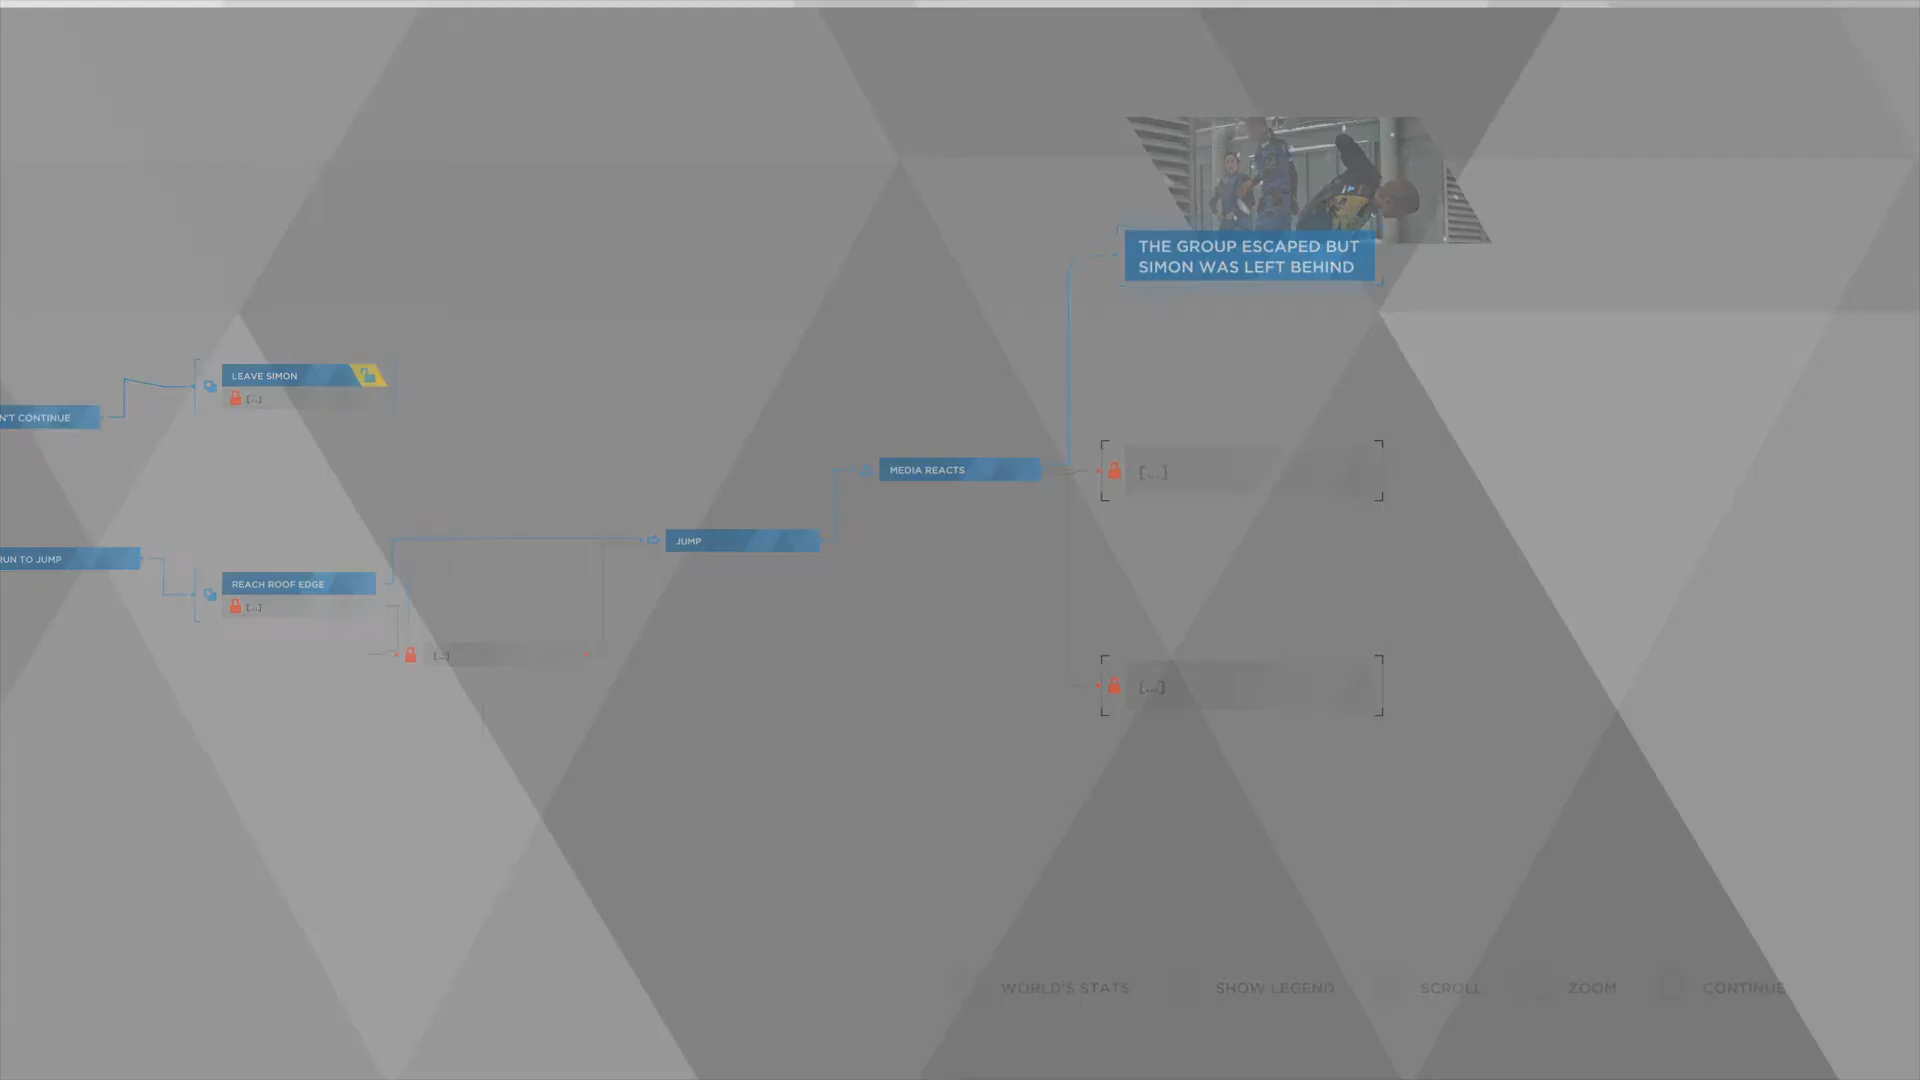 THE GROUP ESCAPED BUT
SIMON WAS LEFT BEHIND
LEAVE SIMON
[...]
N'T CONTINUE
MEDIA REACTS
[...]
JUMP
RUN TO JUMP
REACH ROOF EDGE
[...]
[...]
[...]
WORLD'S STATS
SHOW LEGEND
SCROLL
ZOOM
CONTINUE